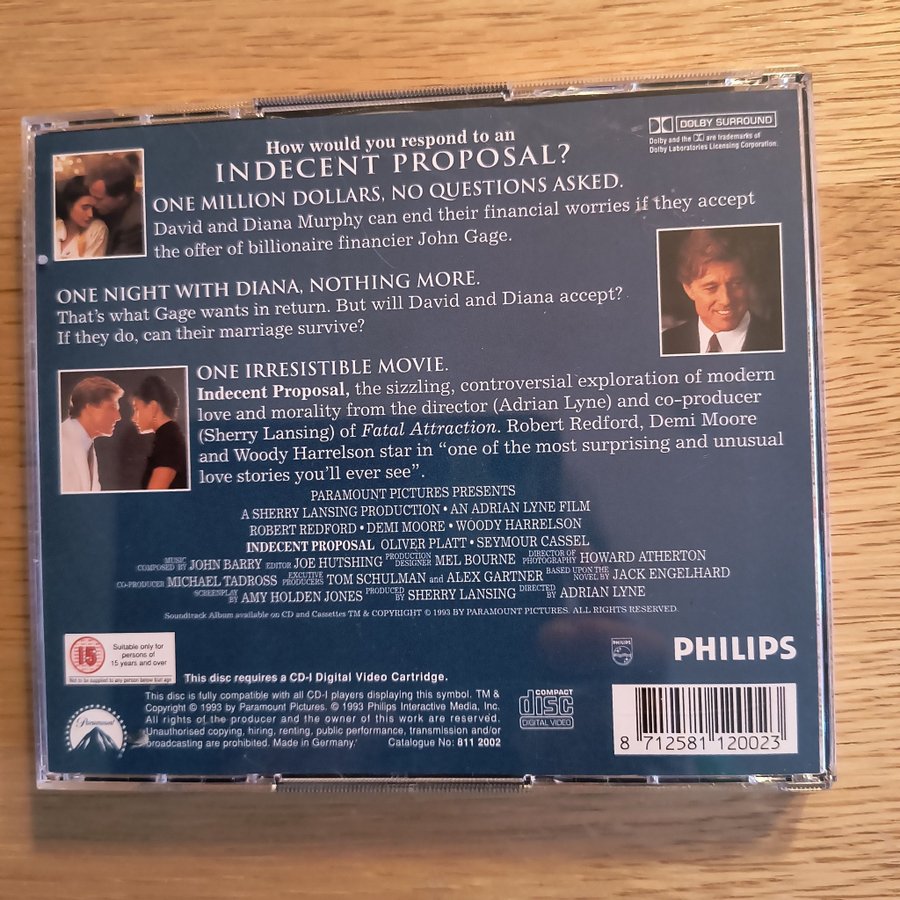 How would you respond to an
INDECENT PROPOSAL?
DOLBY SURROUND
Dolby and the are trademarks of
Dolby Laboratories Licensing Corporation.
ONE MILLION DOLLARS, NO QUESTIONS ASKED.
David and Diana Murphy can end their financial worries if they accept
the offer of billionaire financier John Gage.
ONE NIGHT WITH DIANA, NOTHING MORE.
That's what Gage wants in return. But will David and Diana accept?
If they do, can their marriage survive?
ONE IRRESISTIBLE MOVIE.
Indecent Proposal, the sizzling, controversial exploration of modern
love and morality from the director (Adrian Lyne) and co-producer
(Sherry Lansing) of Fatal Attraction. Robert Redford, Demi Moore
and Woody Harrelson star in “one of the most surprising and unusual
love stories you'll ever see”.
PARAMOUNT PICTURES PRESENTS
A SHERRY LANSING PRODUCTION • AN ADRIAN LYNE FILM
ROBERT REDFORD • DEMI MOORE • WOODY HARRELSON
INDECENT PROPOSAL OLIVER PLATT • SEYMOUR CASSEL
MUSIC COMPOSED BY JOHN BARRY EDITOR JOE HUTSHING PRODUCTION DESIGNER MEL BOURNE DIRECTOR OF PHOTOGRAPHY HOWARD ATHERTON
CO-PRODUCER MICHAEL TADROSS EXCUTIVE PRODUCERS TOM SCHULMAN AND ALEX GARTNER BASED UPON THE NOVEL BY JACK ENGELHARD
SCREENPLAY BY AMY HOLDEN JONES PRODUCED BY SHERRY LANSING DIRECTED BY ADRIAN LYNE
Soundtrack Album available on CD and Cassettes TM & COPYRIGHT © 1993 BY PARAMOUNT PICTURES. ALL RIGHTS RESERVED.
15
Suitable only for
persons of
15 years and over
Not to be supplied to any person below that age
PHILIPS
PHILIPS
This disc requires a CD-I Digital Video Cartridge.
This disc is fully compatible with all CD-I players displaying this symbol. TM &
Copyright © 1993 by Paramount Pictures. © 1993 Philips Interactive Media, Inc.
All rights of the producer and the owner of this work are reserved.
Unauthorised copying, hiring, renting, public performance, transmission and/or
broadcasting are prohibited. Made in Germany. Catalogue No: 811 2002
Paramount
COMPACT
disc
DIGITAL VIDEO
8 712581 120023